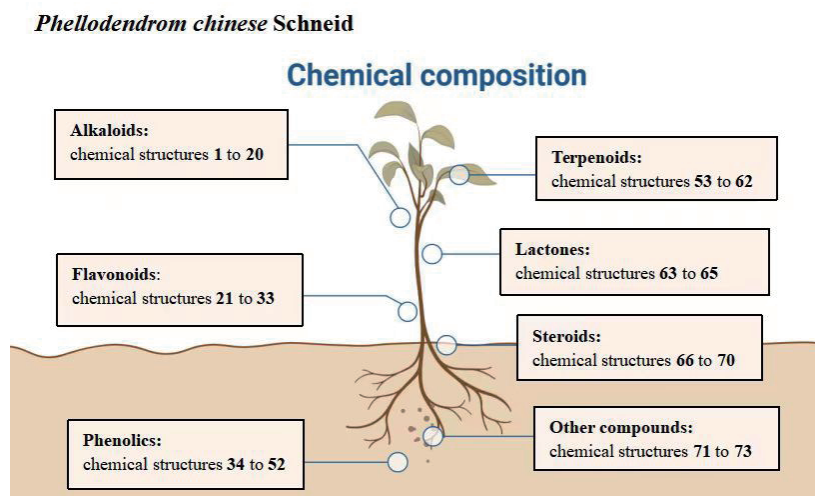 Phellodendrom chinese Schneid
Chemical composition
Alkaloids:
chemical structures 1 to 20
Terpenoids:
chemical structures 53 to 62
Lactones:
chemical structures 63 to 65
Flavonoids:
chemical structures 21 to 33
Steroids:
chemical structures 66 to 70
Other compounds:
chemical structures 71 to 73
Phenolics:
chemical structures 34 to 52